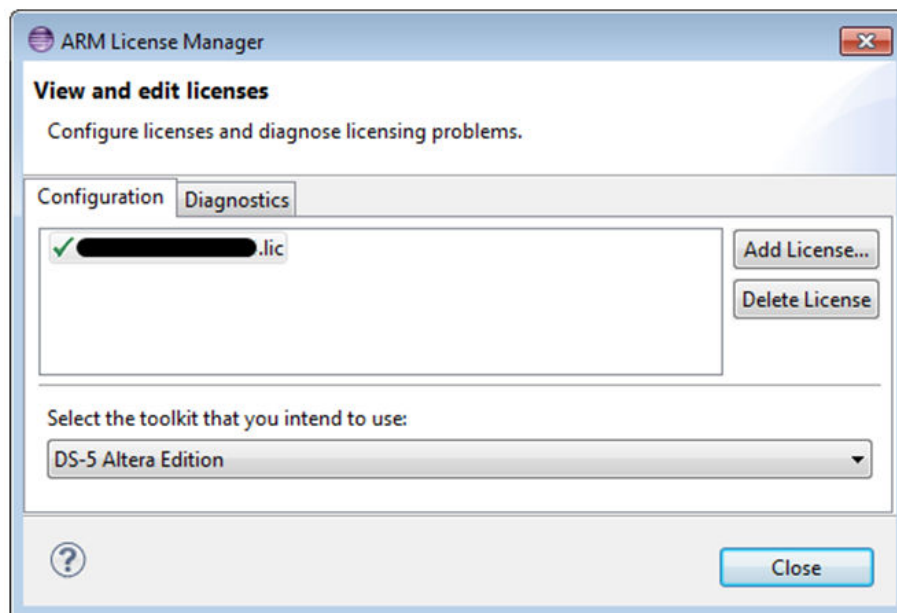 ARM License Manager
View and edit licenses
Configure licenses and diagnose licensing problems.
Configuration Diagnostics
.lic
Add License...
Delete License
Select the toolkit that you intend to use:
DS-5 Altera Edition
?
Close